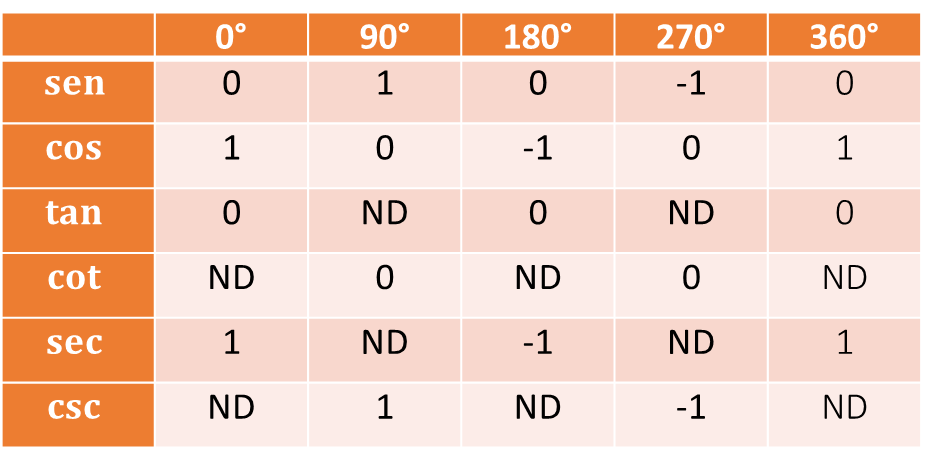 0° 90° 180° 270° 360°
sen 0 1 0 -1 0
cos 1 0 -1 0 1
tan 0 ND 0 ND 0
cot ND 0 ND 0 ND
sec 1 ND -1 ND 1
csc ND 1 ND -1 ND